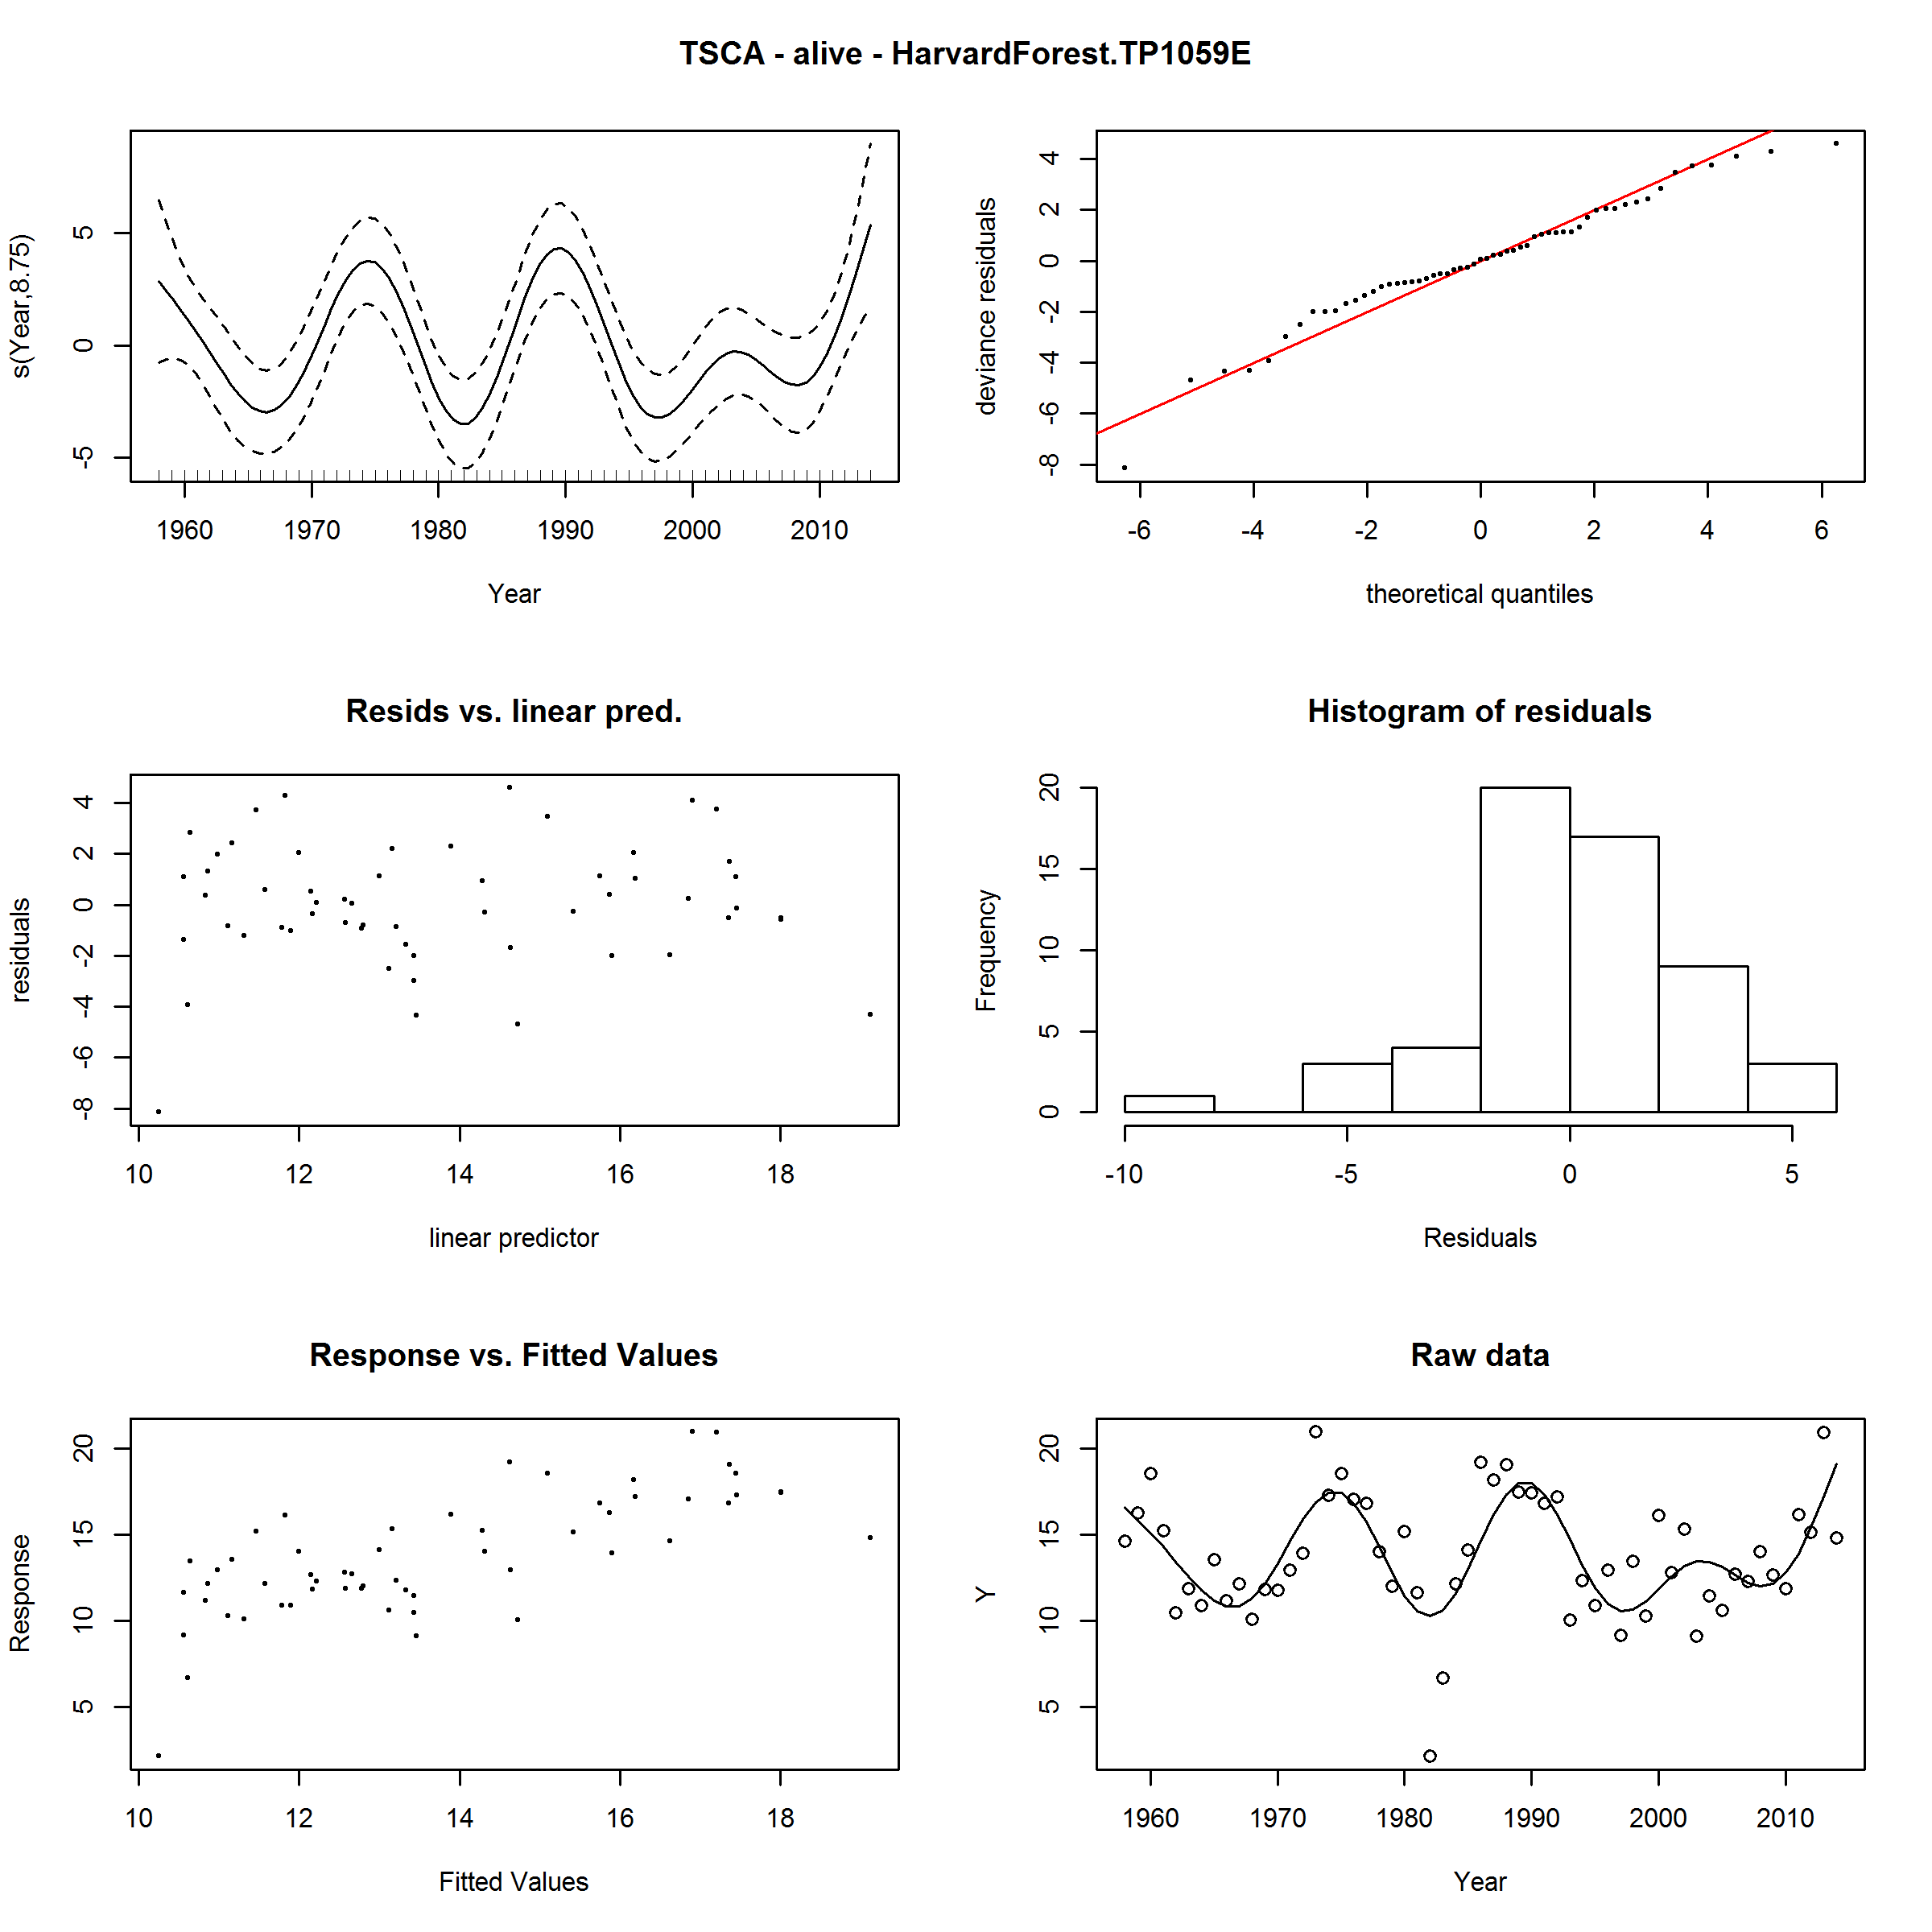 TSCA - alive - HarvardForest.TP1059E
s(Year,8.75)
5
0
-5
1960 1970 1980 1990 2000 2010
Year
deviance residuals
4
2
0
-2
-4
-6
-8
-6 -4 -2 0 2 4 6
theoretical quantiles
Resids vs. linear pred.
residuals
4
2
0
-2
-4
-6
-8
10 12 14 16 18
linear predictor
Histogram of residuals
Frequency
20
15
10
5
0
-10 -5 0 5
Residuals
Response vs. Fitted Values
Response
20
15
10
5
10 12 14 16 18
Fitted Values
Raw data
Y
20
15
10
5
1960 1970 1980 1990 2000 2010
Year